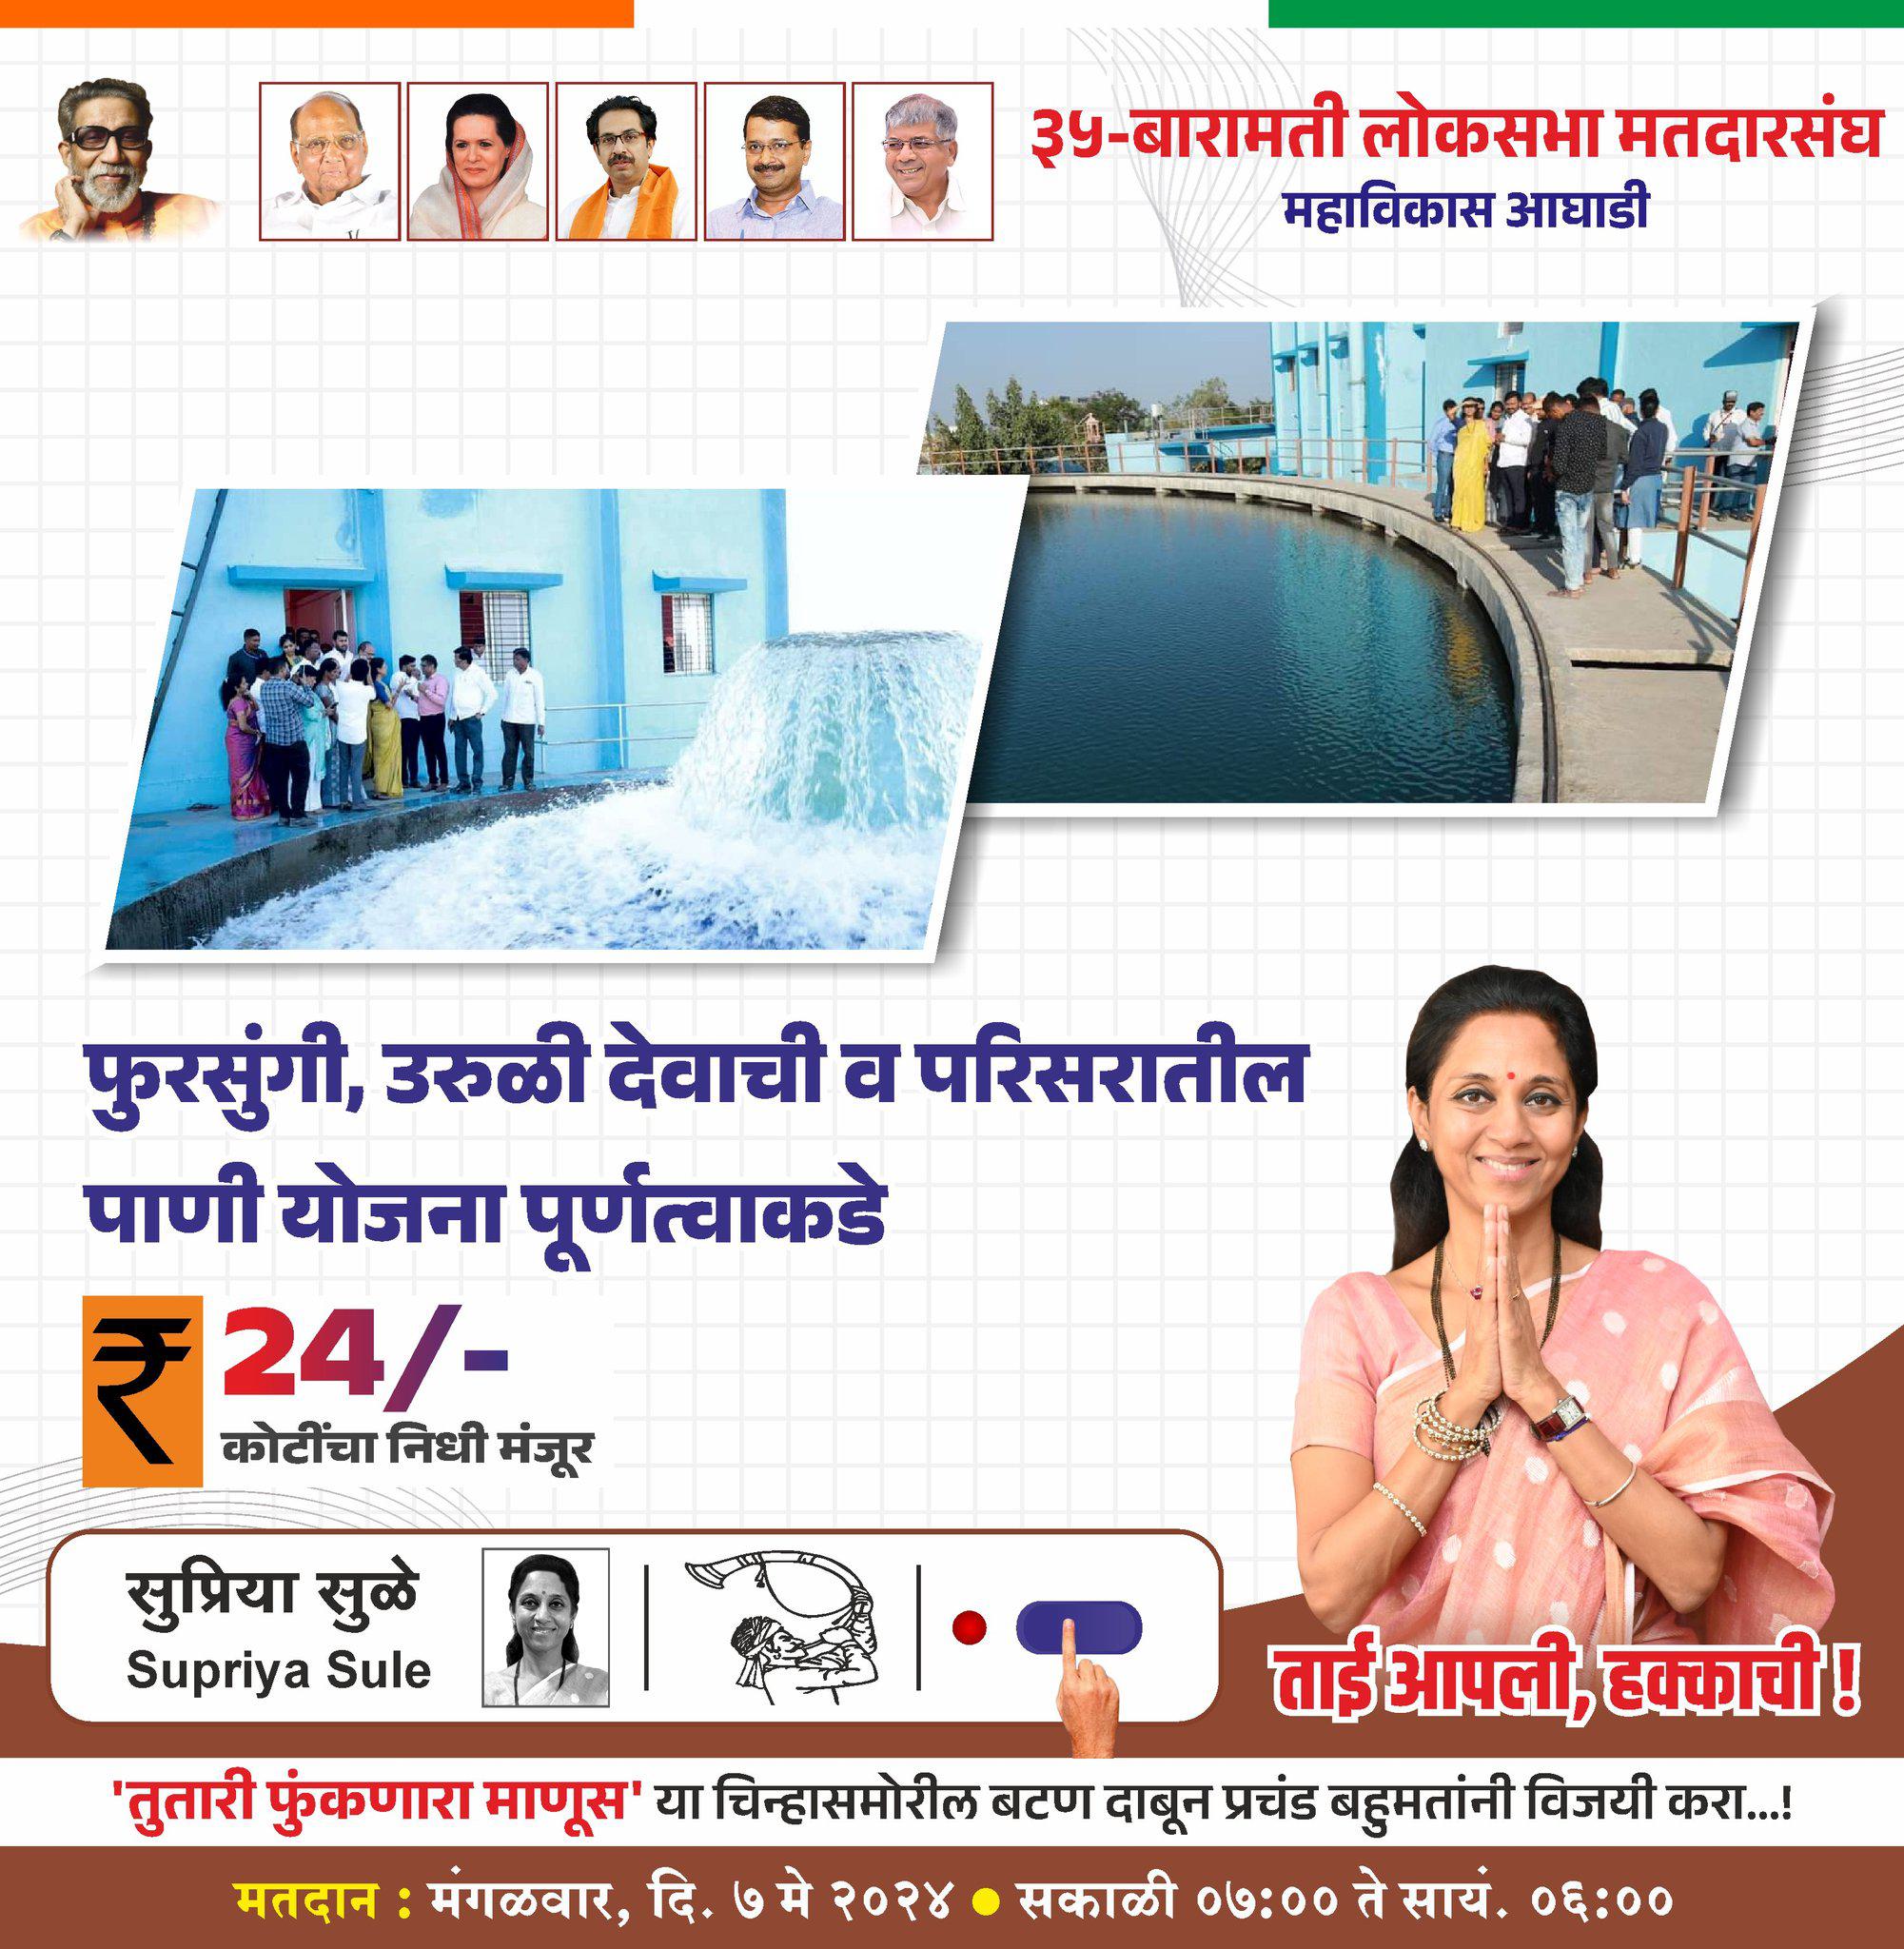 ३५-बारामती लोकसभा मतदारसंघ
महाविकास आघाडी
फुरसुंगी, उरुळी देवाची व परिसरातील
पाणी योजना पूर्णत्वाकडे
₹ 24/-
कोटींचा निधी मंजूर
सुप्रिया सुळे
Supriya Sule
ताई आपली, हक्काची !
'तुतारी फुंकणारा माणूस' या चिन्हासमोरील बटण दाबून प्रचंड बहुमतांनी विजयी करा...!
मतदान : मंगळवार, दि. ७ मे २०२४ ● सकाळी ०७:०० ते सायं. ०६:००